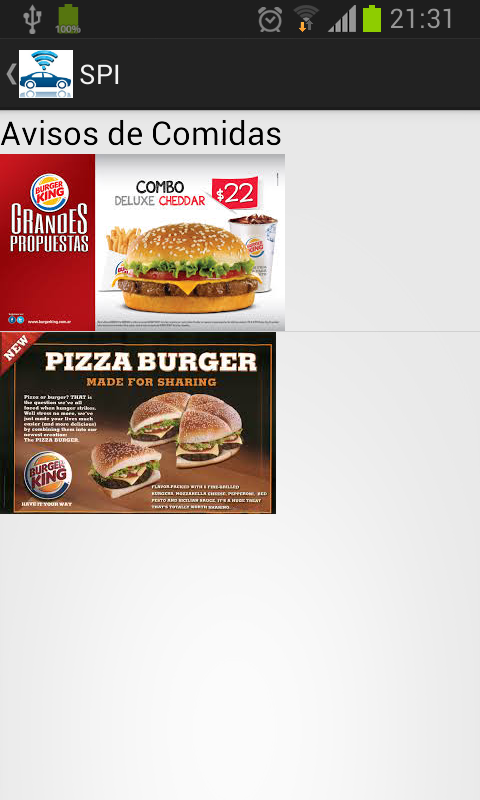 100%
21:31
SPI
Avisos de Comidas
BURGER
KING
GRANDES
PROPUESTAS
www.burgerking.com.ar
COMBO
DELUXE CHEDDAR
$22
NEW
PIZZA BURGER
MADE FOR SHARING
Pizza or burger? THAT is
the question we've all
faced when hunger strikes.
Well stress no more, we've
just made your lives much
easier (and more delicious)
by combining them into our
newest creation:
The PIZZA BURGER.
BURGER
KING
HAVE IT YOUR WAY
FLAVOR-PACKED WITH 4 FIRE-GRILLED
BURGERS, MOZZARELLA CHEESE, PEPPERONI, RED
PESTO AND SICILIAN SAUCE, IT'S A HUGE TREAT
THAT'S TOTALLY WORTH SHARING.